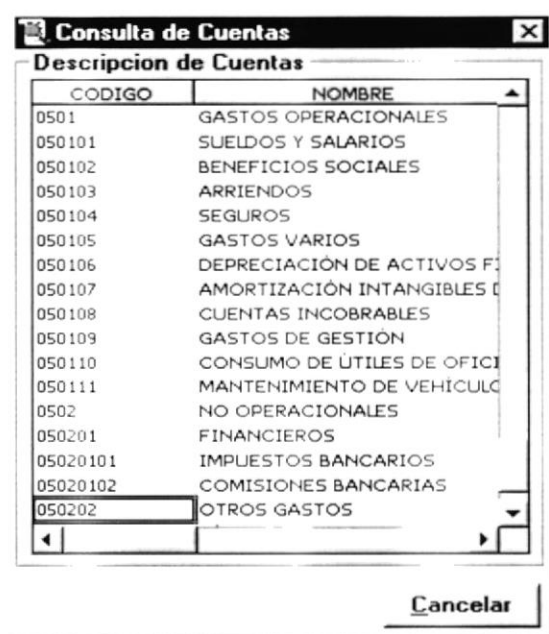 Consulta de Cuentas
Descripcion de Cuentas
CODIGO NOMBRE
0501 GASTOS OPERACIONALES
050101 SUELDOS Y SALARIOS
050102 BENEFICIOS SOCIALES
050103 ARRIENDOS
050104 SEGUROS
050105 GASTOS VARIOS
050106 DEPRECIACIÓN DE ACTIVOS
050107 AMORTIZACIÓN INTANGIBLES
050108 CUENTAS INCOBRABLES
050109 GASTOS DE GESTIÓN
050110 CONSUMO DE ÚTILES DE OFICI
050111 MANTENIMIENTO DE VEHÍCULO
0502 NO OPERACIONALES
050201 FINANCIEROS
05020101 IMPUESTOS BANCARIOS
05020102 COMISIONES BANCARIAS
050202 OTROS GASTOS
Cancelar